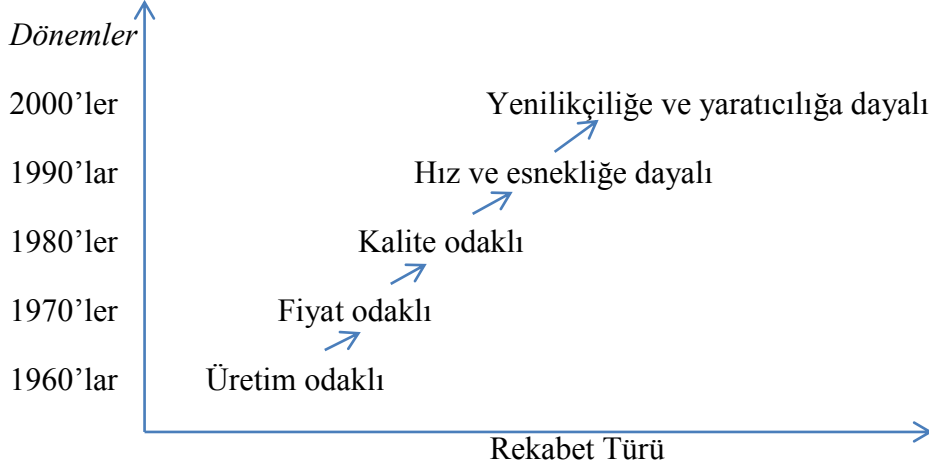 Dönemler
2000’ler Yenilikçiliğe ve yaratıcılığa dayalı
1990’lar Hız ve esnekliğe dayalı
1980’ler Kalite odaklı
1970’ler Fiyat odaklı
1960’lar Üretim odaklı
Rekabet Türü